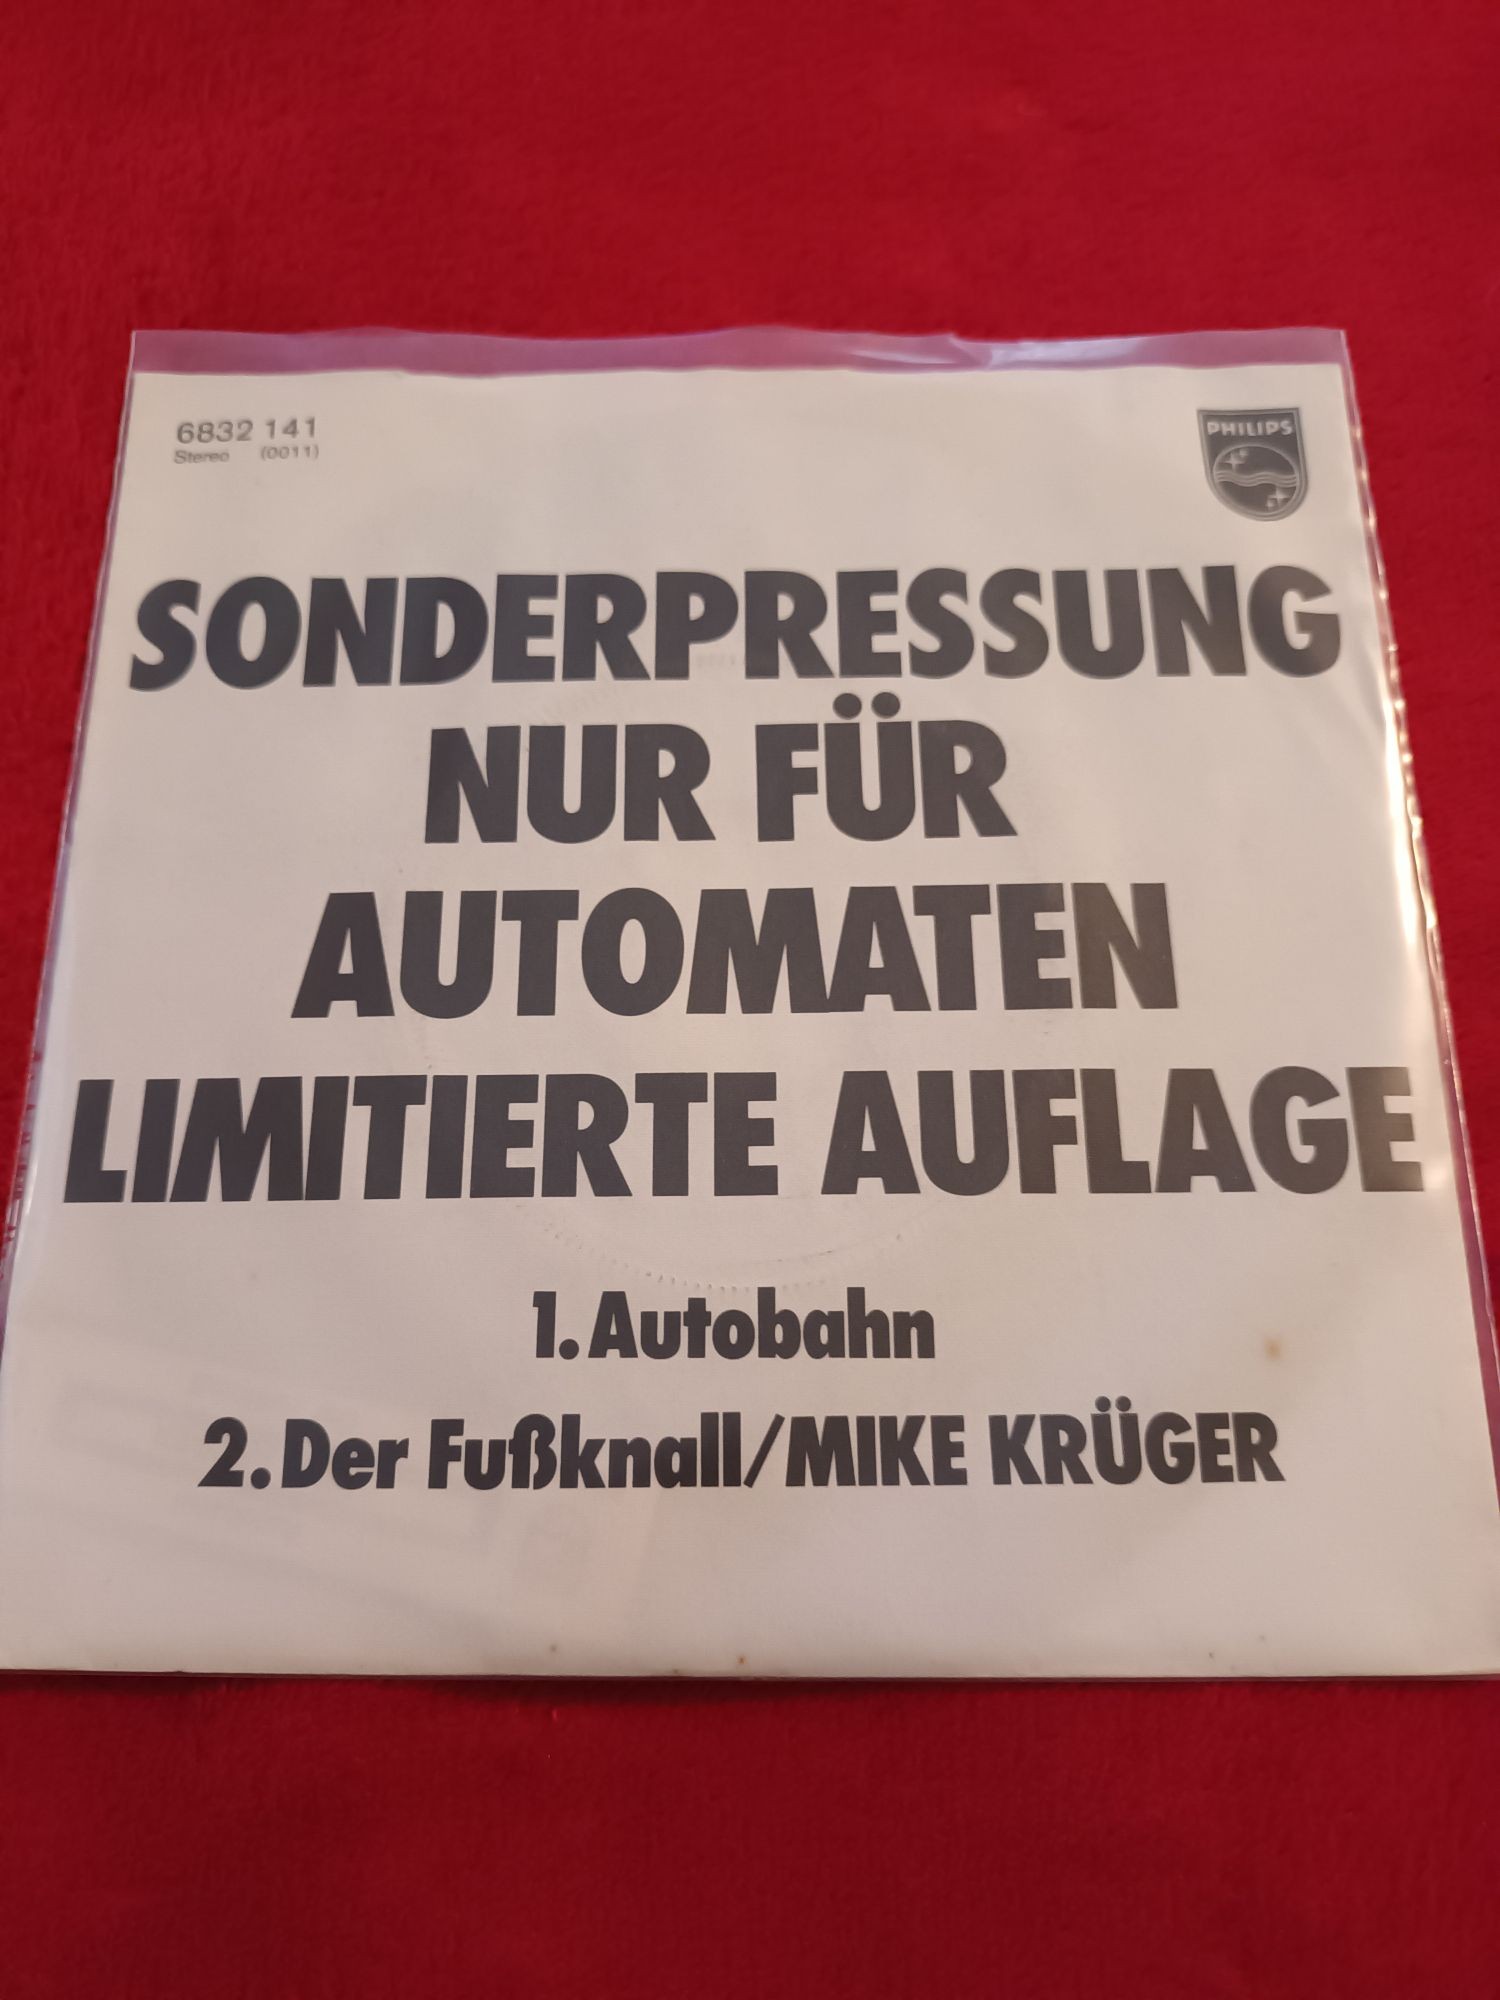 6832 141
Stereo (0011)
PHILIPS
SONDERPRESSUNG
NUR FÜR
AUTOMATEN
LIMITIERTE AUFLAGE
1. Autobahn
2. Der Fußknall/MIKE KRÜGER